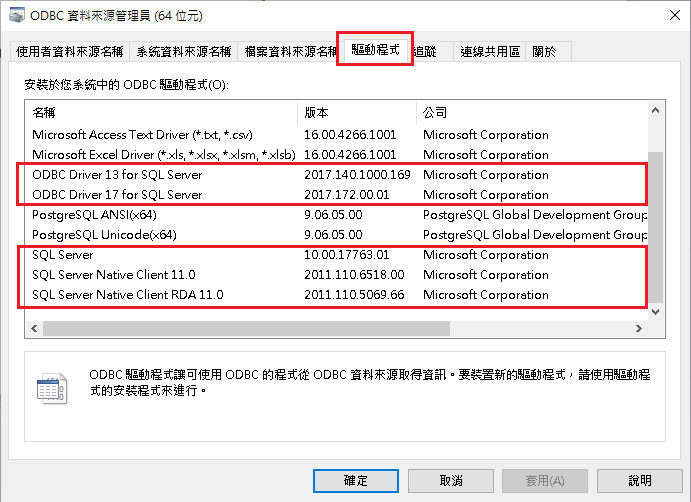 ODBC 資料來源管理員 (64 位元)
使用者資料來源名稱 系統資料來源名稱 檔案資料來源名稱 驅動程式 追蹤 連線共用區 關於
安裝於您系統中的 ODBC 驅動程式(O):
名稱 版本 公司
Microsoft Access Text Driver (*.txt, *.csv) 16.00.4266.1001 Microsoft Corporation
Microsoft Excel Driver (*.xls, *.xlsx, *.xlsm, *.xlsb) 16.00.4266.1001 Microsoft Corporation
ODBC Driver 13 for SQL Server 2017.140.1000.169 Microsoft Corporation
ODBC Driver 17 for SQL Server 2017.172.00.01 Microsoft Corporation
PostgreSQL ANSI(x64) 9.06.05.00 PostgreSQL Global Development Group
PostgreSQL Unicode(x64) 9.06.05.00 PostgreSQL Global Development Group
SQL Server 10.00.17763.01 Microsoft Corporation
SQL Server Native Client 11.0 2011.110.6518.00 Microsoft Corporation
SQL Server Native Client RDA 11.0 2011.110.5069.66 Microsoft Corporation
ODBC 驅動程式讓可使用 ODBC 的程式從 ODBC 資料來源取得資訊。要裝置新的驅動程式，請使用驅動程
式的安裝程式來進行。
確定 取消 套用(A) 說明